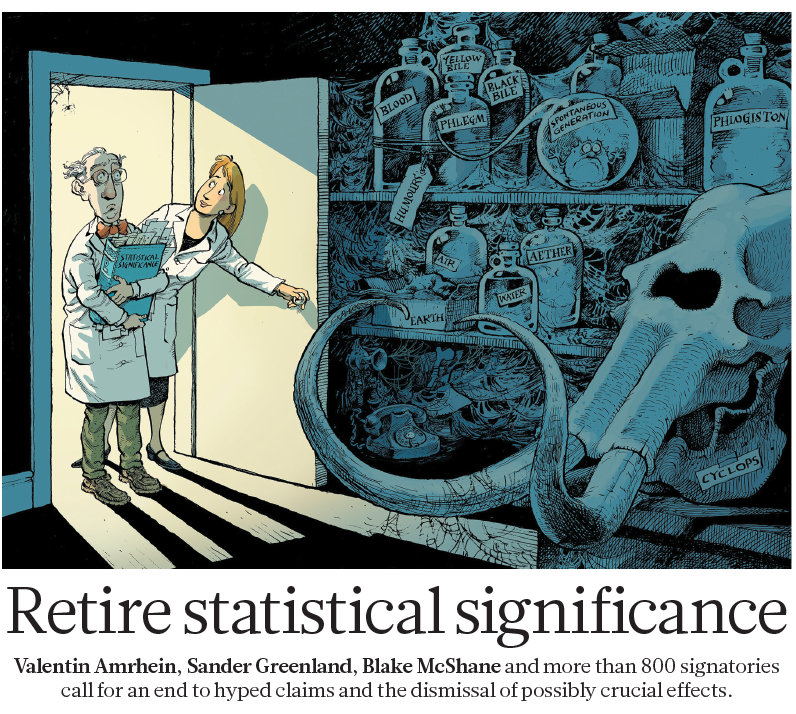 YELLOW
BILE
BLOOD
BLACK
BILE
PHLEGM
SPONTANEOUS
GENERATION
PHLOGISTON
HUMOURS
STATISTICAL
SIGNIFICANCE
AIR
AETHER
WATER
EARTH
CYCLOPS
Retire statistical significance
Valentin Amrhein, Sander Greenland, Blake McShane and more than 800 signatories
call for an end to hyped claims and the dismissal of possibly crucial effects.